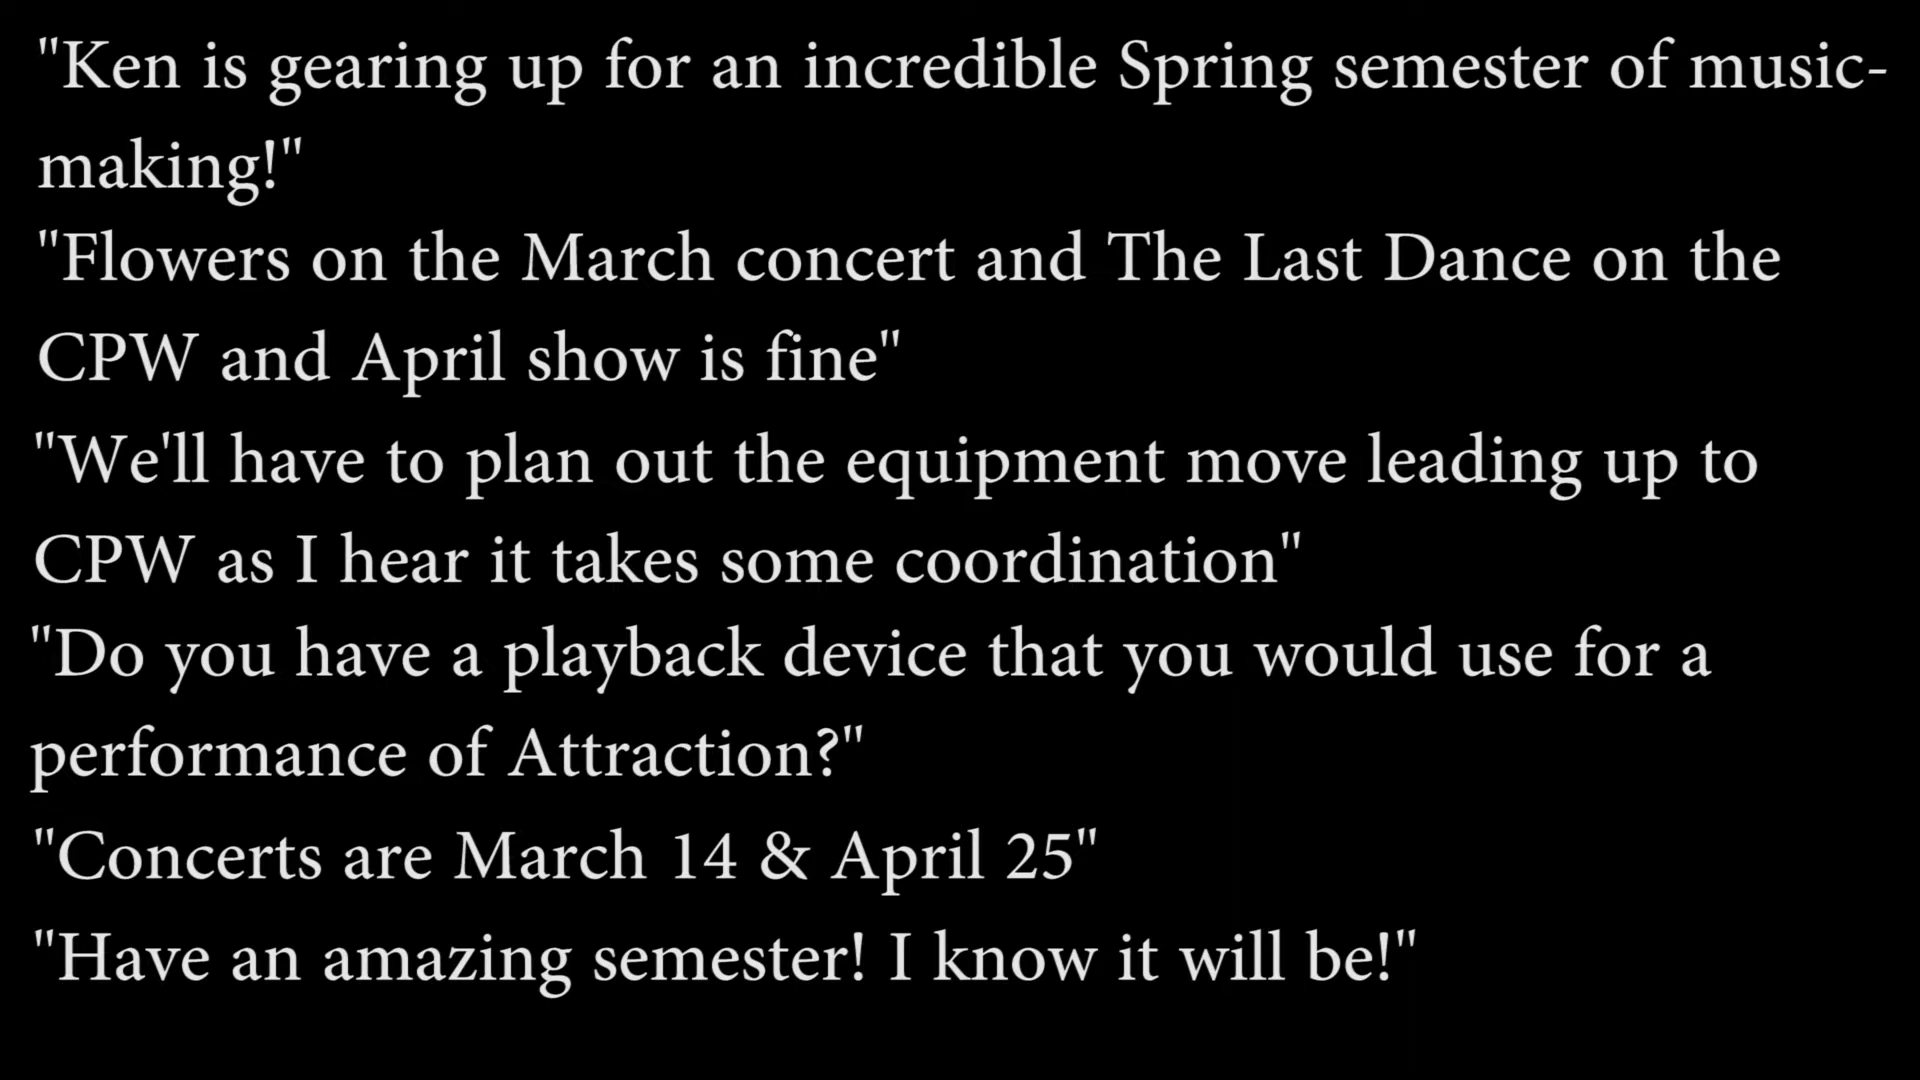 "Ken is gearing up for an incredible Spring semester of music-
making!"
"Flowers on the March concert and The Last Dance on the
CPW and April show is fine"
"We'll have to plan out the equipment move leading up to
CPW as I hear it takes some coordination"
"Do you have a playback device that you would use for a
performance of Attraction?"
"Concerts are March 14 & April 25"
"Have an amazing semester! I know it will be!"